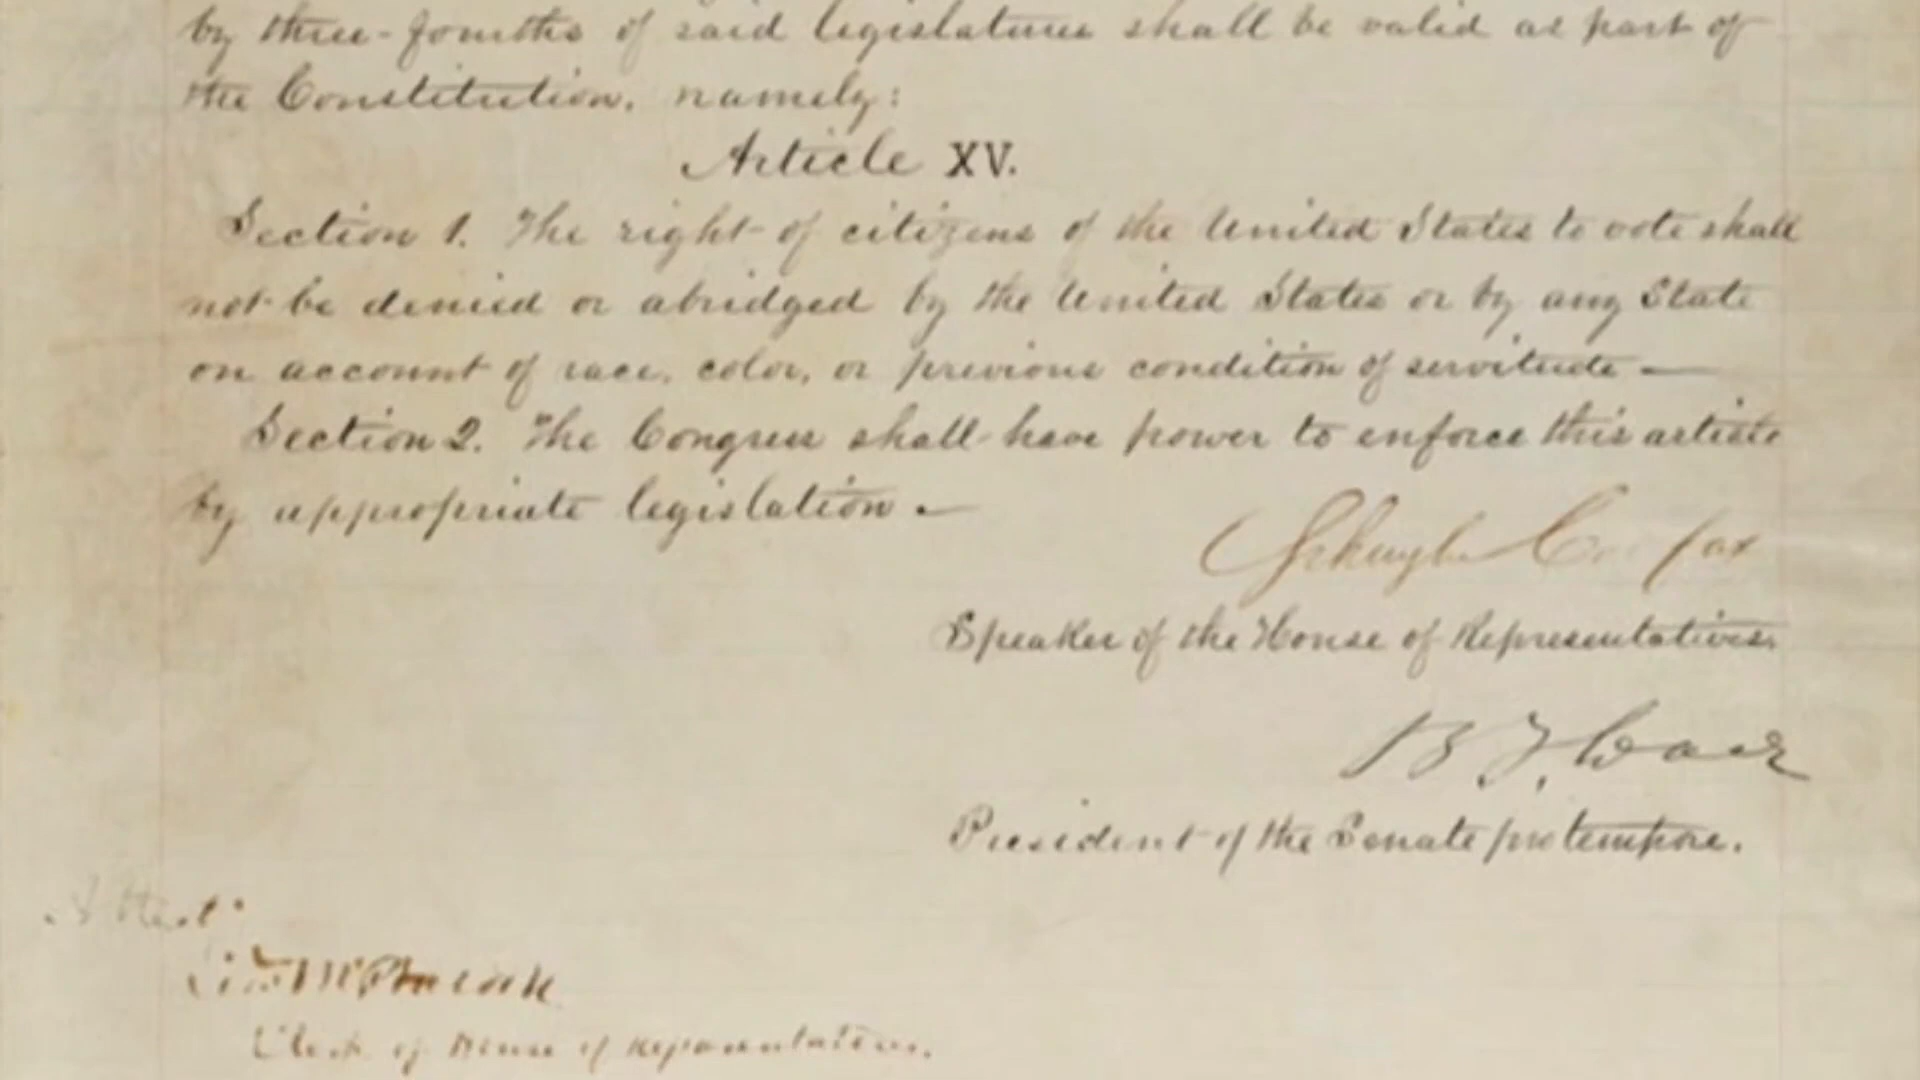 by three-fourths of said legislatures shall be valid as part of
the Constitution, namely:
Article XV.
Section 1. The right of citizens of the United States to vote shall
not be denied or abridged by the United States or by any State
on account of race, color, or previous condition of servitude —
Section 2. The Congress shall have power to enforce this article
by appropriate legislation. —
Schuyler Colfax
Speaker of the House of Representatives.
B. F. Wade
President of the Senate pro tempore.
Attest:
Clerk of House of Representatives.